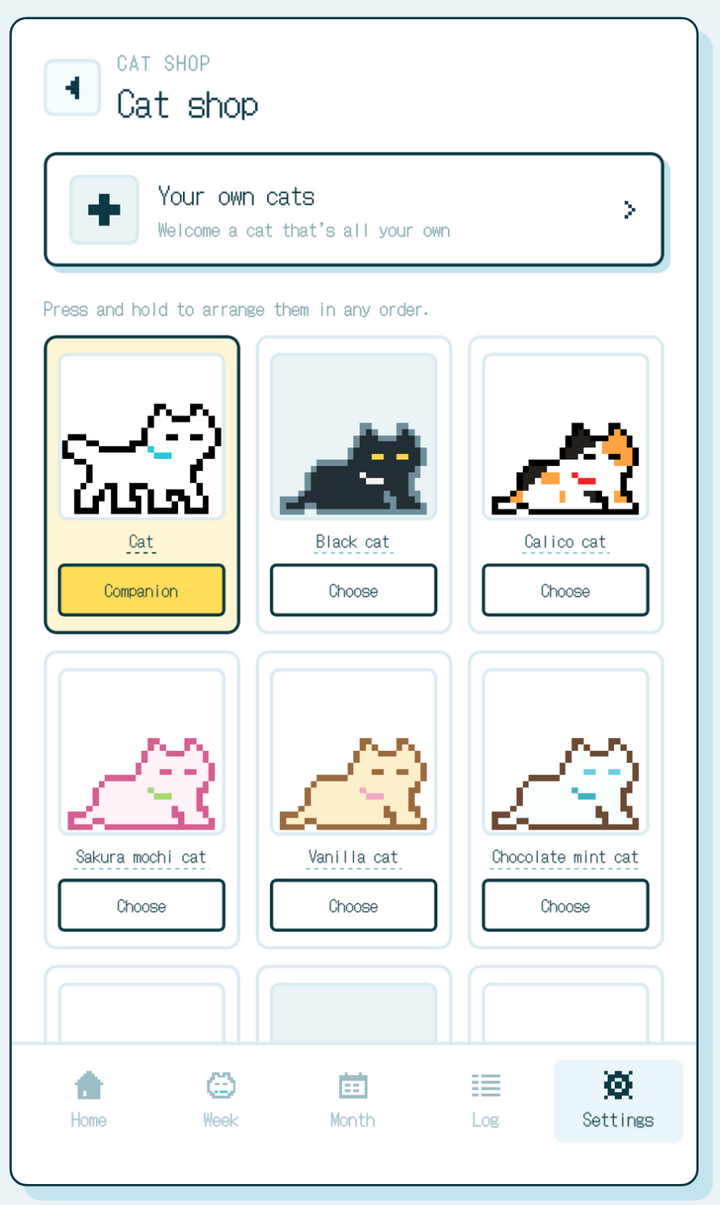 CAT SHOP
Cat shop
Your own cats
Welcome a cat that's all your own
Press and hold to arrange them in any order.
Cat
Black cat
Calico cat
Companion
Choose
Choose
Sakura mochi cat
Vanilla cat
Chocolate mint cat
Choose
Choose
Choose
Home
Week
Month
Log
Settings